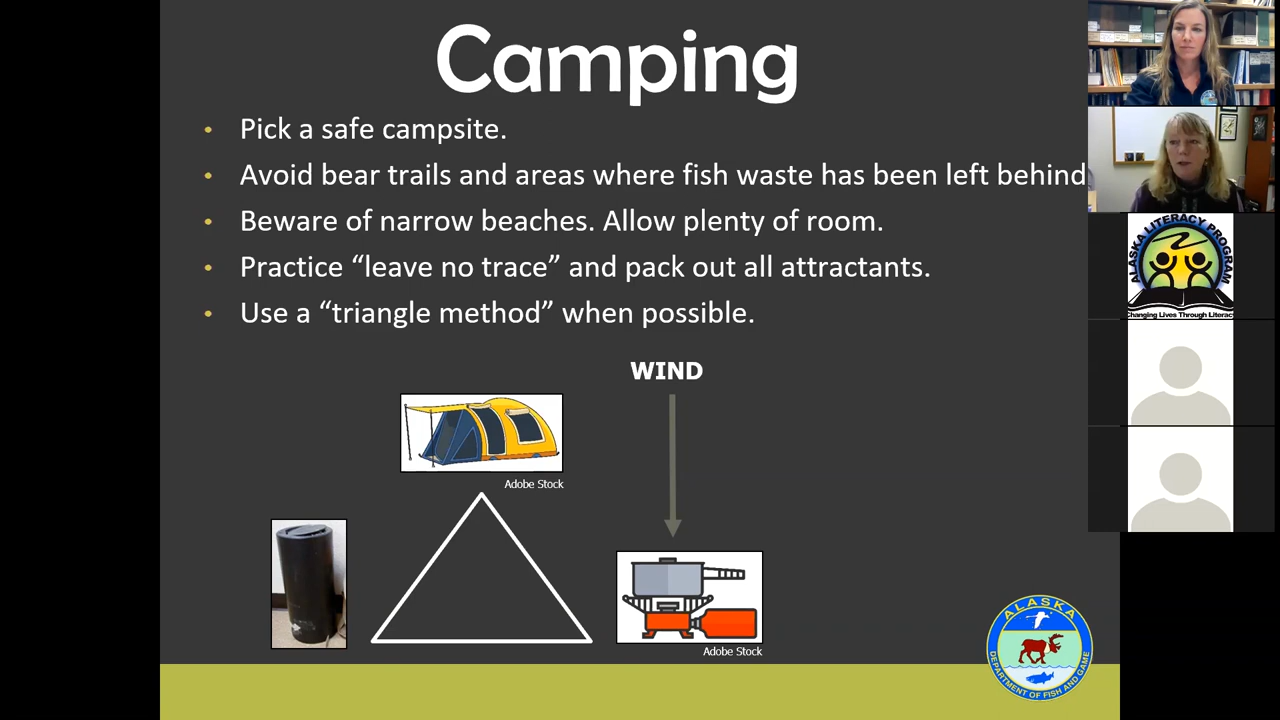 Camping
• Pick a safe campsite.
• Avoid bear trails and areas where fish waste has been left behind
• Beware of narrow beaches. Allow plenty of room.
• Practice “leave no trace” and pack out all attractants.
• Use a “triangle method” when possible.
WIND
Adobe Stock
Adobe Stock
ALASKA
DEPARTMENT OF FISH AND GAME
ALASKA LITERACY PROGRAM
Changing Lives Through Literacy